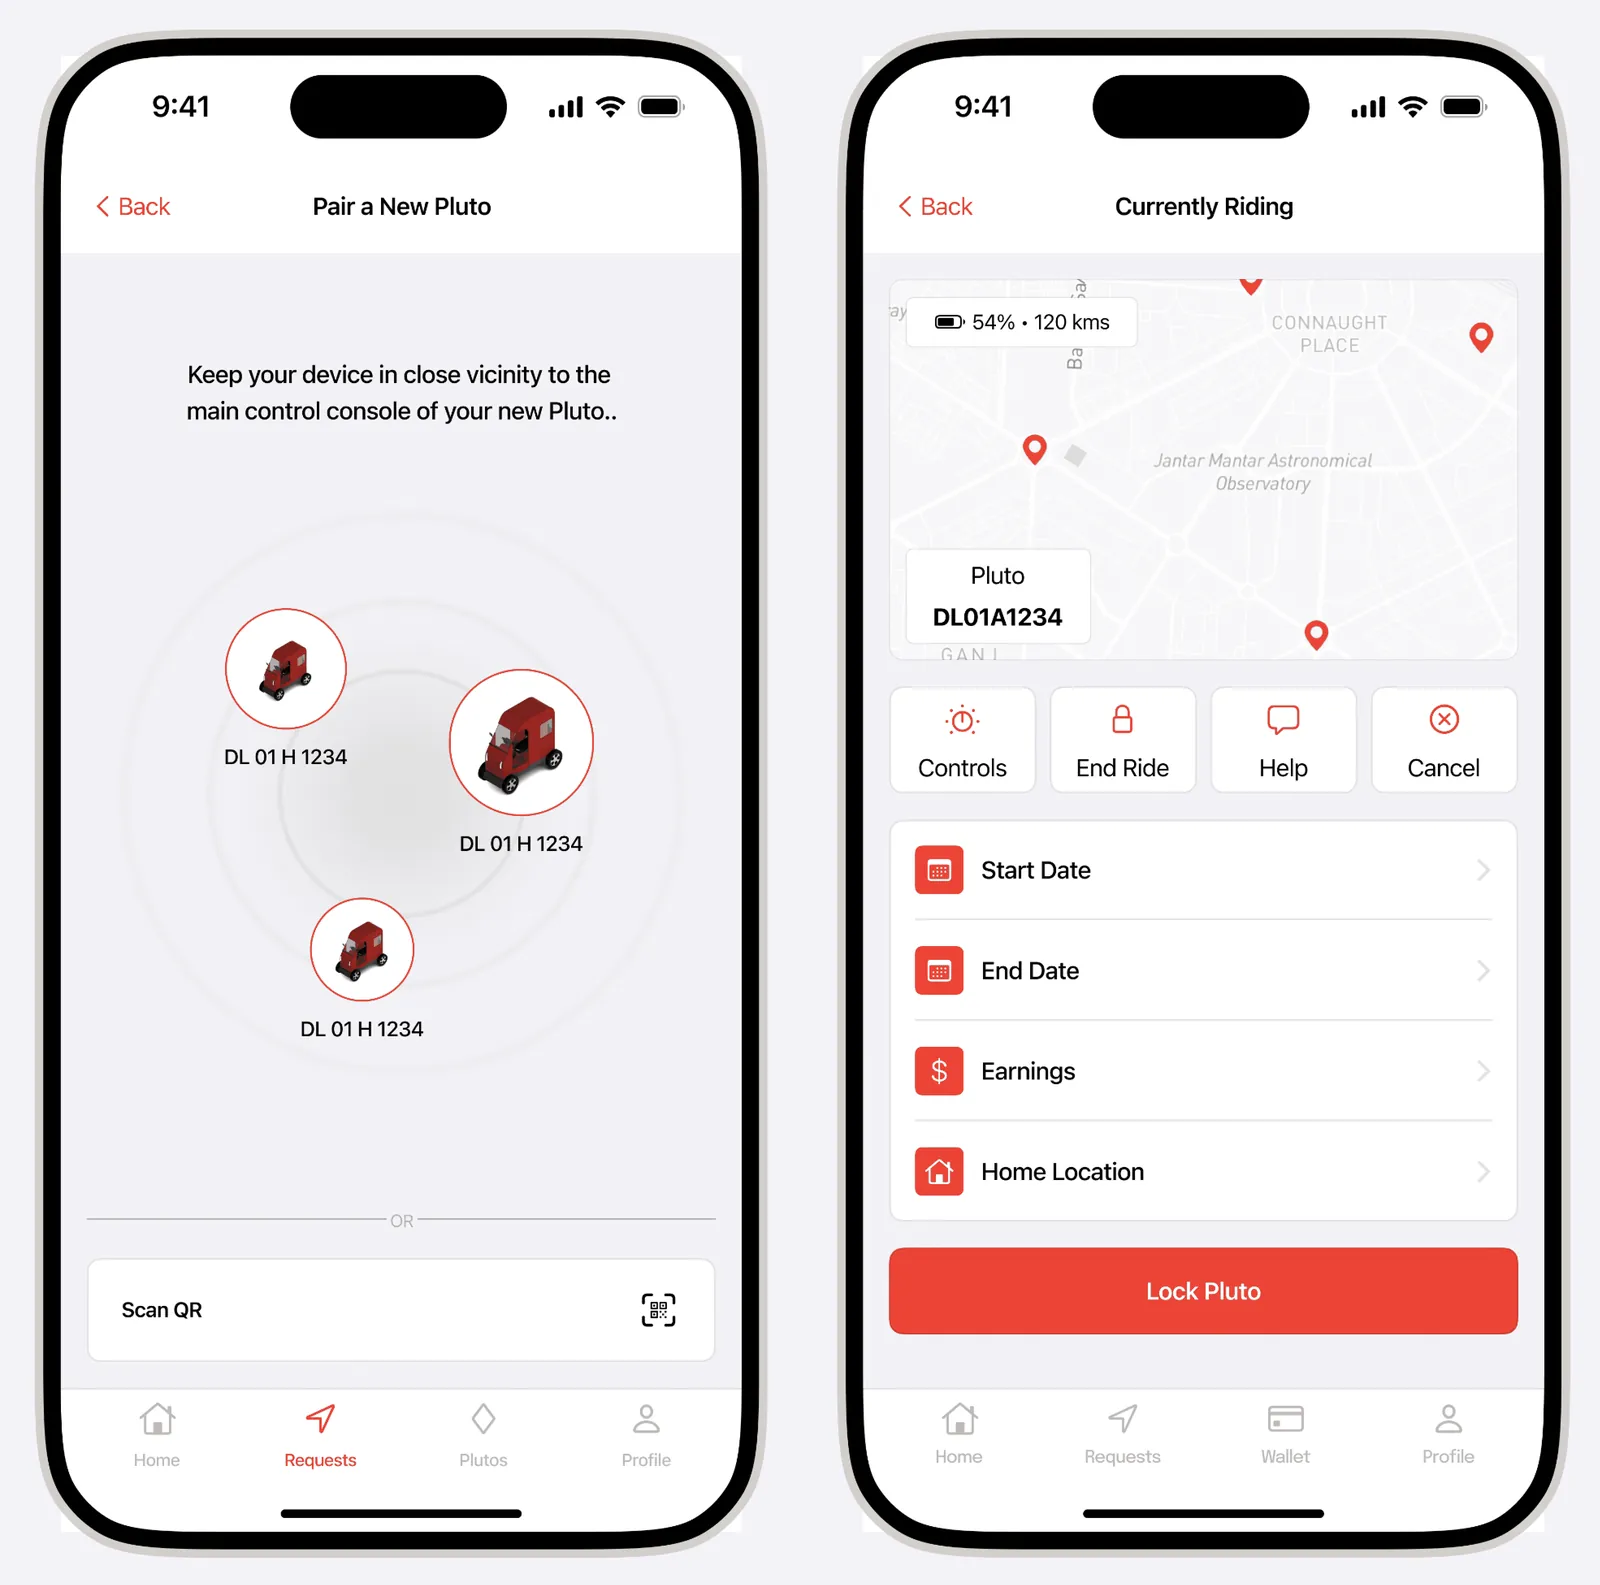 9:41
Back
Pair a New Pluto
Keep your device in close vicinity to the
main control console of your new Pluto..
DL 01 H 1234
DL 01 H 1234
DL 01 H 1234
OR
Scan QR
Home
Requests
Plutos
Profile
9:41
Back
Currently Riding
54% • 120 kms
CONNAUGHT
PLACE
Jantar Mantar Astronomical
Observatory
Pluto
DL01A1234
Controls
End Ride
Help
Cancel
Start Date
End Date
Earnings
Home Location
Lock Pluto
Home
Requests
Wallet
Profile